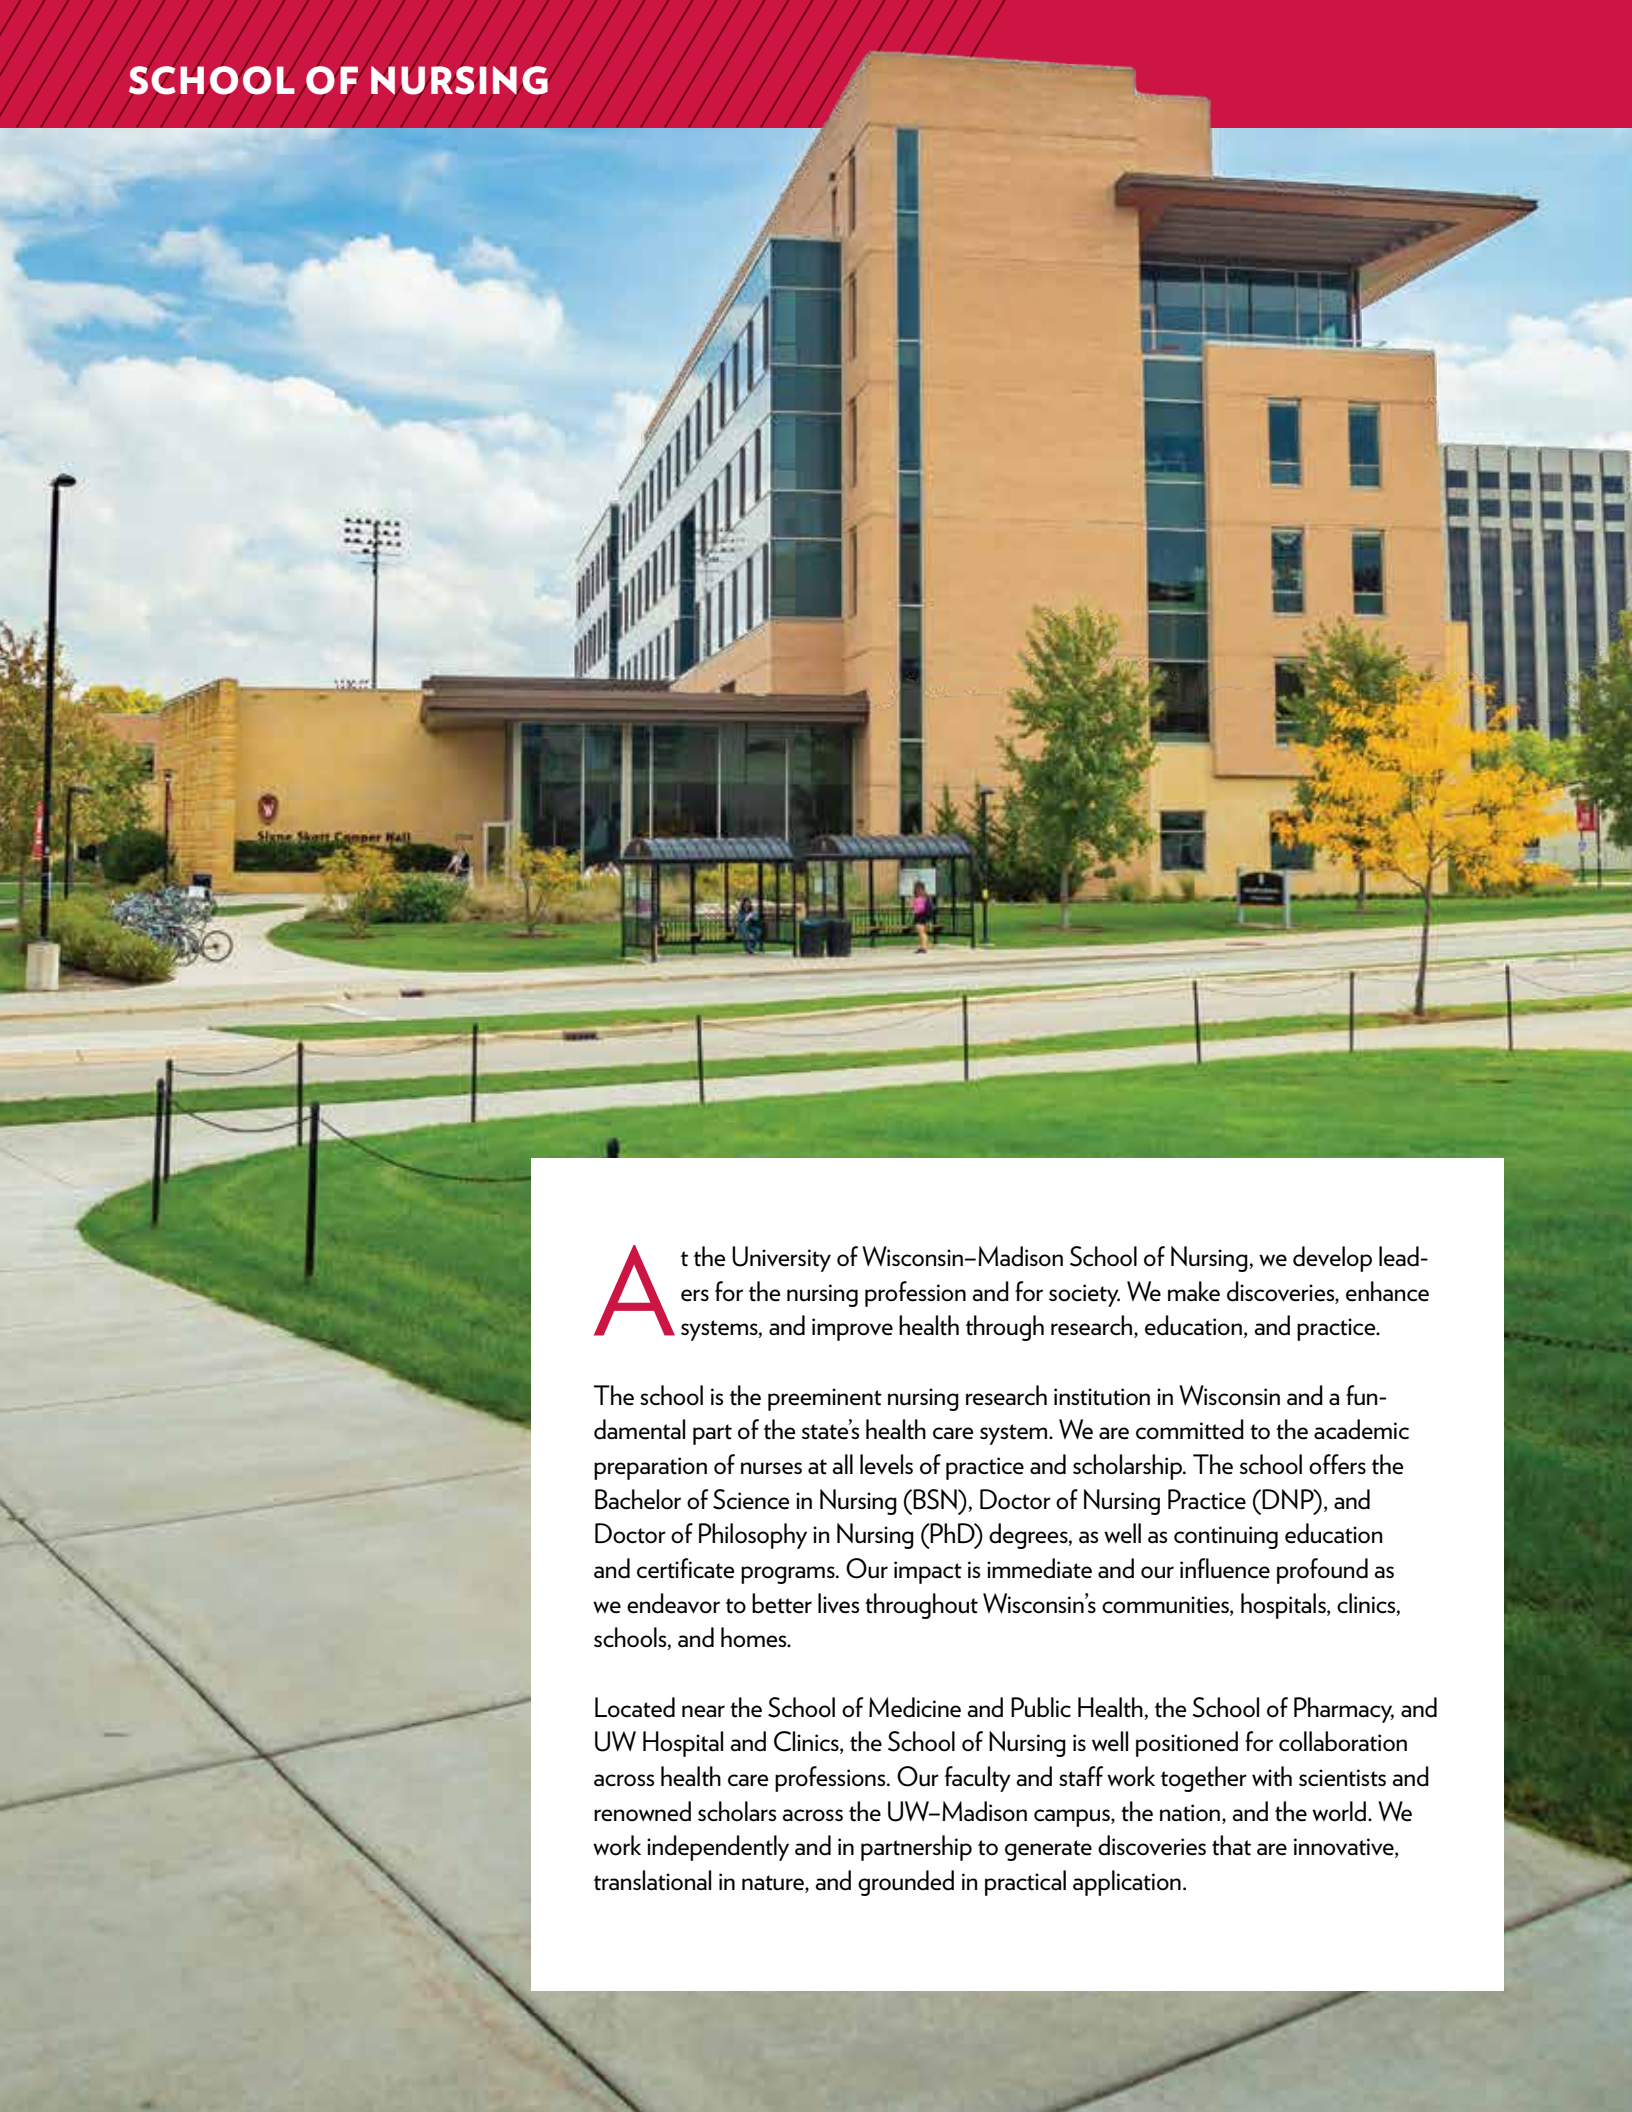 SCHOOL OF NURSING
Signe Skott Cooper Hall
At the University of Wisconsin–Madison School of Nursing, we develop lead-
ers for the nursing profession and for society. We make discoveries, enhance
systems, and improve health through research, education, and practice.
The school is the preeminent nursing research institution in Wisconsin and a fun-
damental part of the state’s health care system. We are committed to the academic
preparation of nurses at all levels of practice and scholarship. The school offers the
Bachelor of Science in Nursing (BSN), Doctor of Nursing Practice (DNP), and
Doctor of Philosophy in Nursing (PhD) degrees, as well as continuing education
and certificate programs. Our impact is immediate and our influence profound as
we endeavor to better lives throughout Wisconsin’s communities, hospitals, clinics,
schools, and homes.
Located near the School of Medicine and Public Health, the School of Pharmacy, and
UW Hospital and Clinics, the School of Nursing is well positioned for collaboration
across health care professions. Our faculty and staff work together with scientists and
renowned scholars across the UW–Madison campus, the nation, and the world. We
work independently and in partnership to generate discoveries that are innovative,
translational in nature, and grounded in practical application.